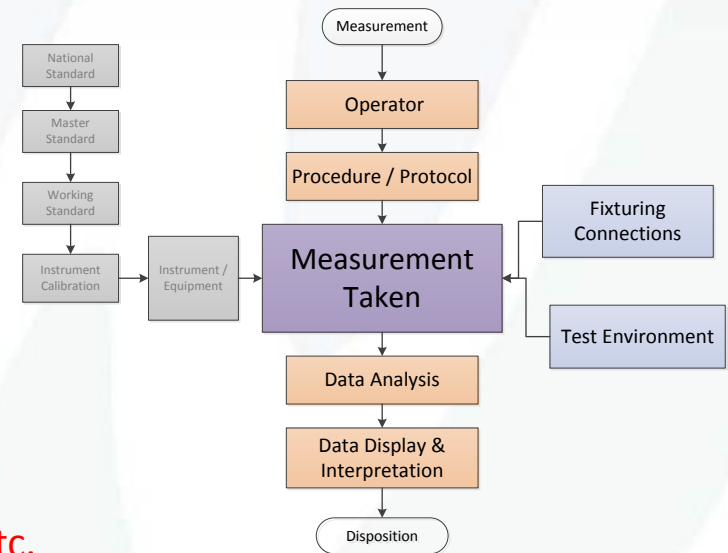 Measurement
National
Standard
Operator
Master
Standard
Procedure / Protocol
Working
Standard
Fixturing
Connections
Instrument
Calibration
Instrument /
Equipment
Measurement
Taken
Test Environment
Data Analysis
Data Display &
Interpretation
Disposition
tc.